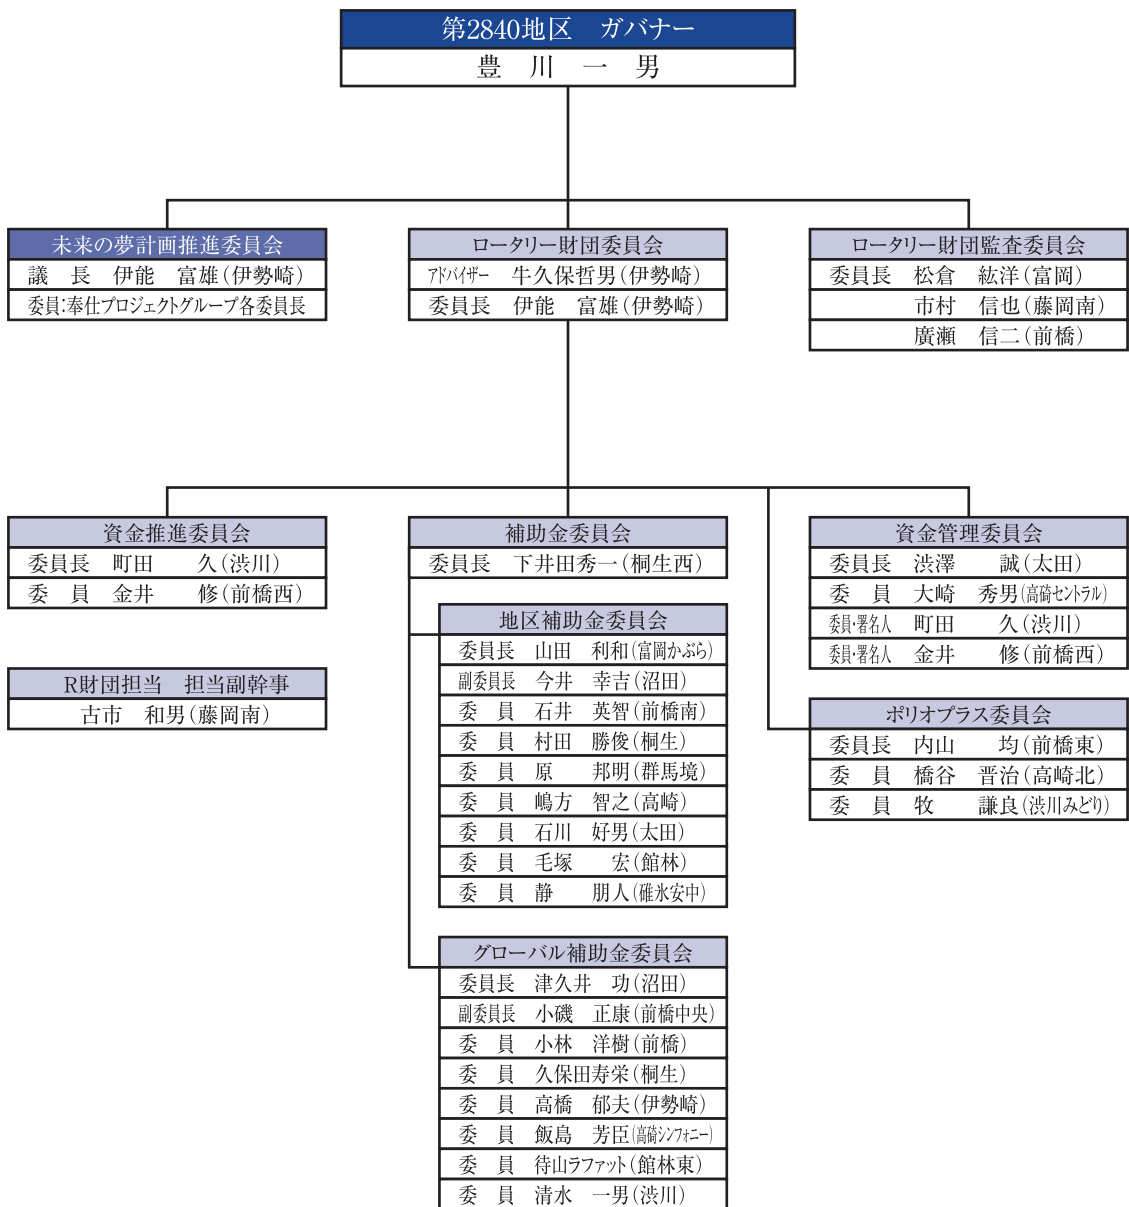 第2840地区　ガバナー
豊　川　一　男
未来の夢計画推進委員会
議　長　伊能　富雄(伊勢崎)
委員:奉仕プロジェクトグループ各委員長
ロータリー財団委員会
アドバイザー　牛久保哲男(伊勢崎)
委員長　伊能　富雄(伊勢崎)
ロータリー財団監査委員会
委員長　松倉　紘洋(富岡)
市村　信也(藤岡南)
廣瀬　信二(前橋)
資金推進委員会
委員長　町田　　久(渋川)
委　員　金井　　修(前橋西)
R財団担当　担当副幹事
古市　和男(藤岡南)
補助金委員会
委員長　下井田秀一(桐生西)
地区補助金委員会
委員長　山田　利和(富岡かぶら)
副委員長　今井　幸吉(沼田)
委　員　石井　英智(前橋南)
委　員　村田　勝俊(桐生)
委　員　原　　邦明(群馬境)
委　員　嶋方　智之(高崎)
委　員　石川　好男(太田)
委　員　毛塚　　宏(館林)
委　員　静　　朋人(碓氷安中)
グローバル補助金委員会
委員長　津久井　功(沼田)
副委員長　小磯　正康(前橋中央)
委　員　小林　洋樹(前橋)
委　員　久保田寿栄(桐生)
委　員　高橋　郁夫(伊勢崎)
委　員　飯島　芳臣(高崎シンフォニー)
委　員　待山ラファット(館林東)
委　員　清水　一男(渋川)
資金管理委員会
委員長　渋澤　　誠(太田)
委　員　大崎　秀男(高崎セントラル)
委員・署名人　町田　　久(渋川)
委員・署名人　金井　　修(前橋西)
ポリオプラス委員会
委員長　内山　　均(前橋東)
委　員　橋谷　晋治(高崎北)
委　員　牧　　謙良(渋川みどり)